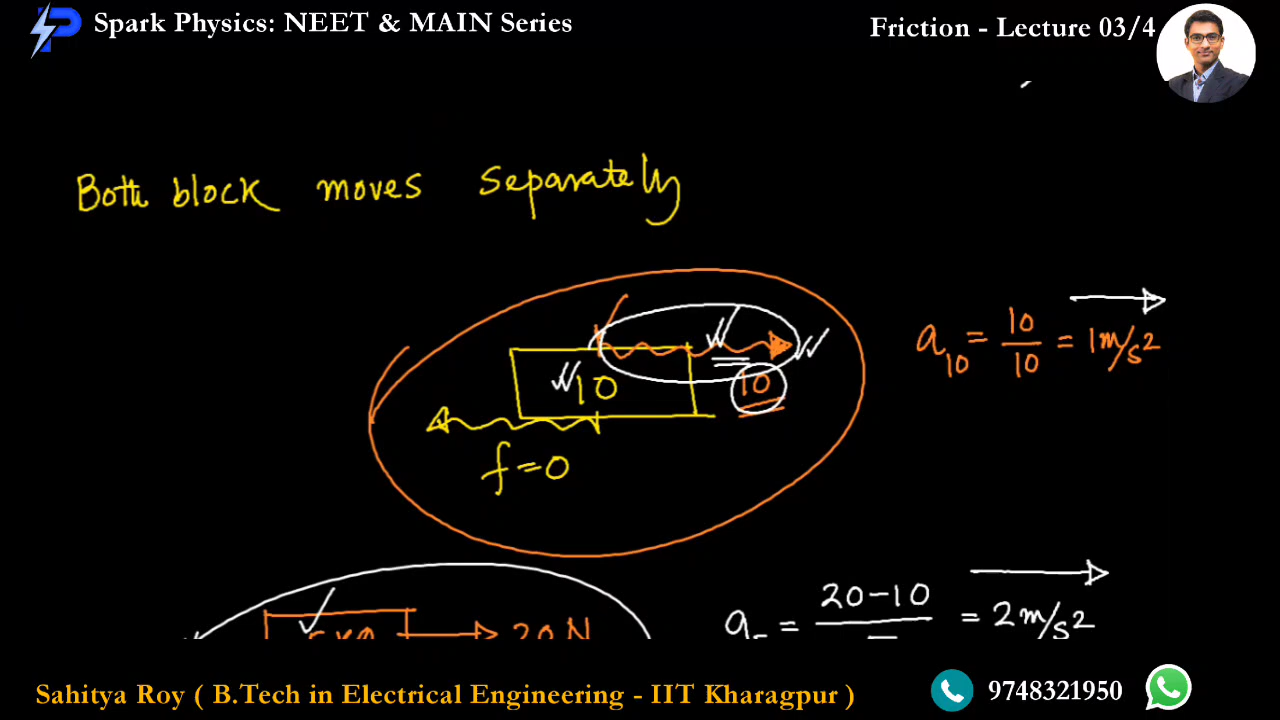 Spark Physics: NEET & MAIN Series
Friction - Lecture 03/4
Both block moves separately
10
10
f=0
a10 = 10/10 = 1m/s2
20 N
a = 20-10 = 2m/s2
Sahitya Roy ( B.Tech in Electrical Engineering - IIT Kharagpur )
9748321950